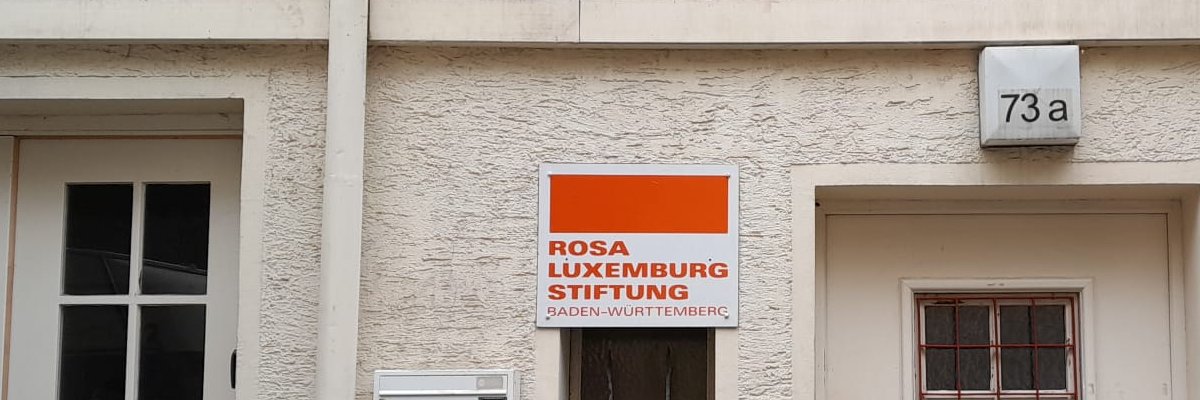 73 a
ROSA
LUXEMBURG
STIFTUNG
BADEN-WÜRTTEMBERG